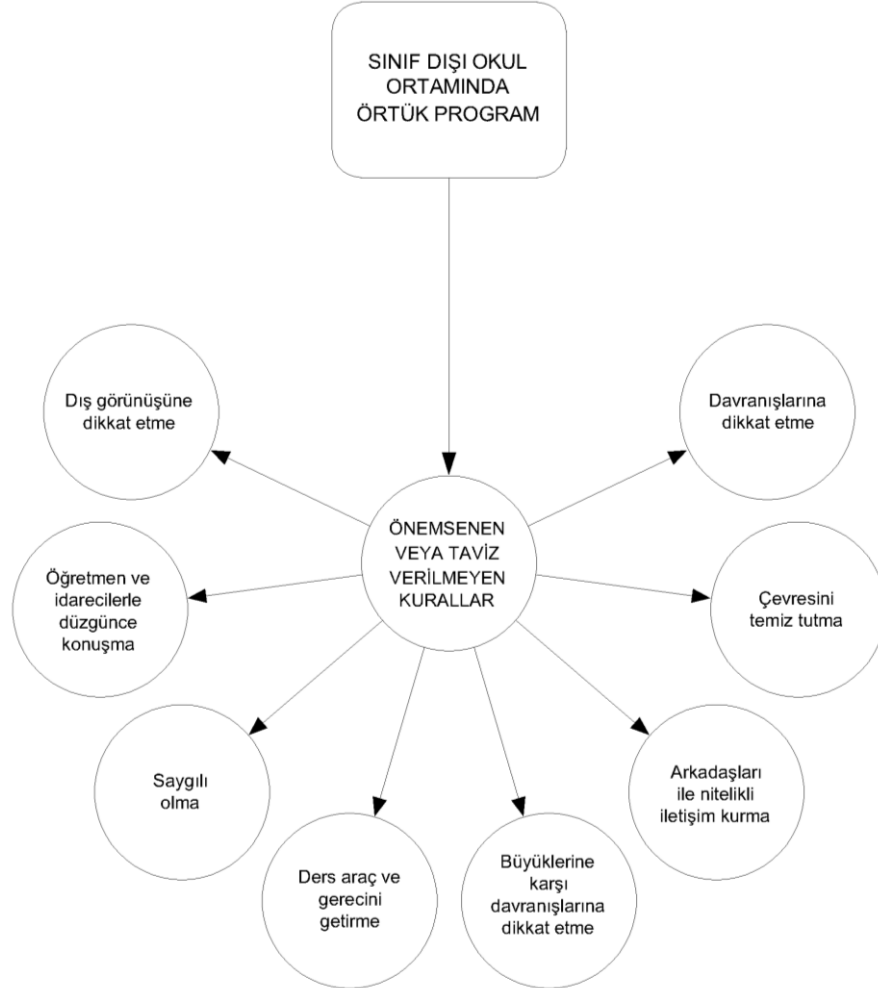 SINIF DIŞI OKUL
ORTAMINDA
ÖRTÜK PROGRAM
Dış görünüşüne
dikkat etme
Davranışlarına
dikkat etme
ÖNEMSENEN
VEYA TAVİZ
VERİLMEYEN
KURALLAR
Öğretmen ve
idarecilerle
düzgünce
konuşma
Çevresini
temiz tutma
Saygılı
olma
Arkadaşları
ile nitelikli
iletişim kurma
Ders araç ve
gerecini
getirme
Büyüklerine
karşı
davranışlarına
dikkat etme